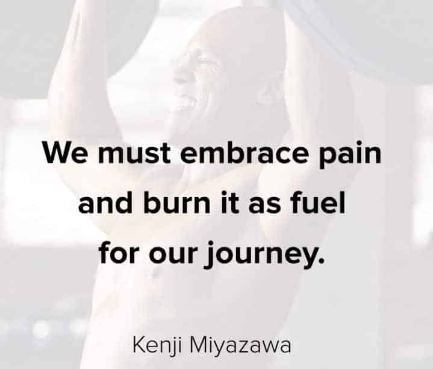 We must embrace pain
and burn it as fuel
for our journey.
Kenji Miyazawa